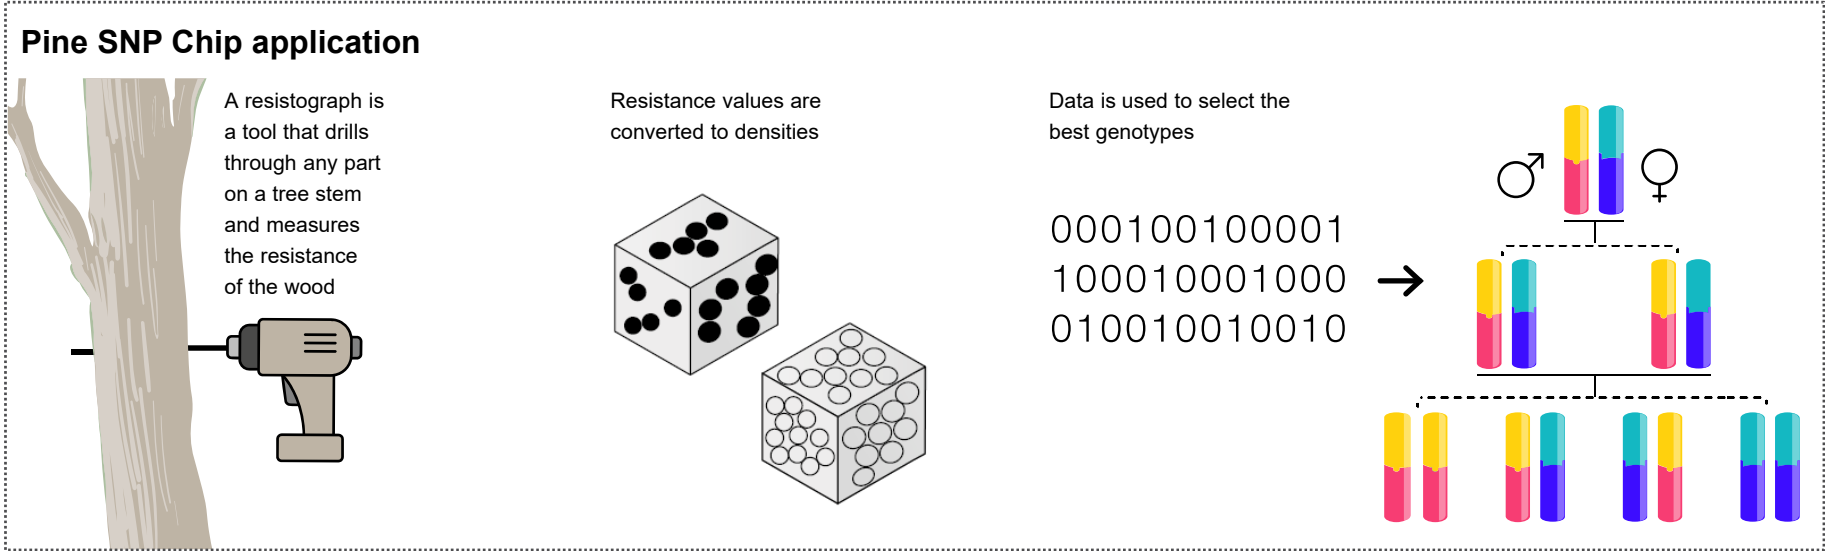 Pine SNP Chip application
A resistograph is
a tool that drills
through any part
on a tree stem
and measures
the resistance
of the wood
Resistance values are
converted to densities
Data is used to select the
best genotypes
000100100001
100010001000
010010010010